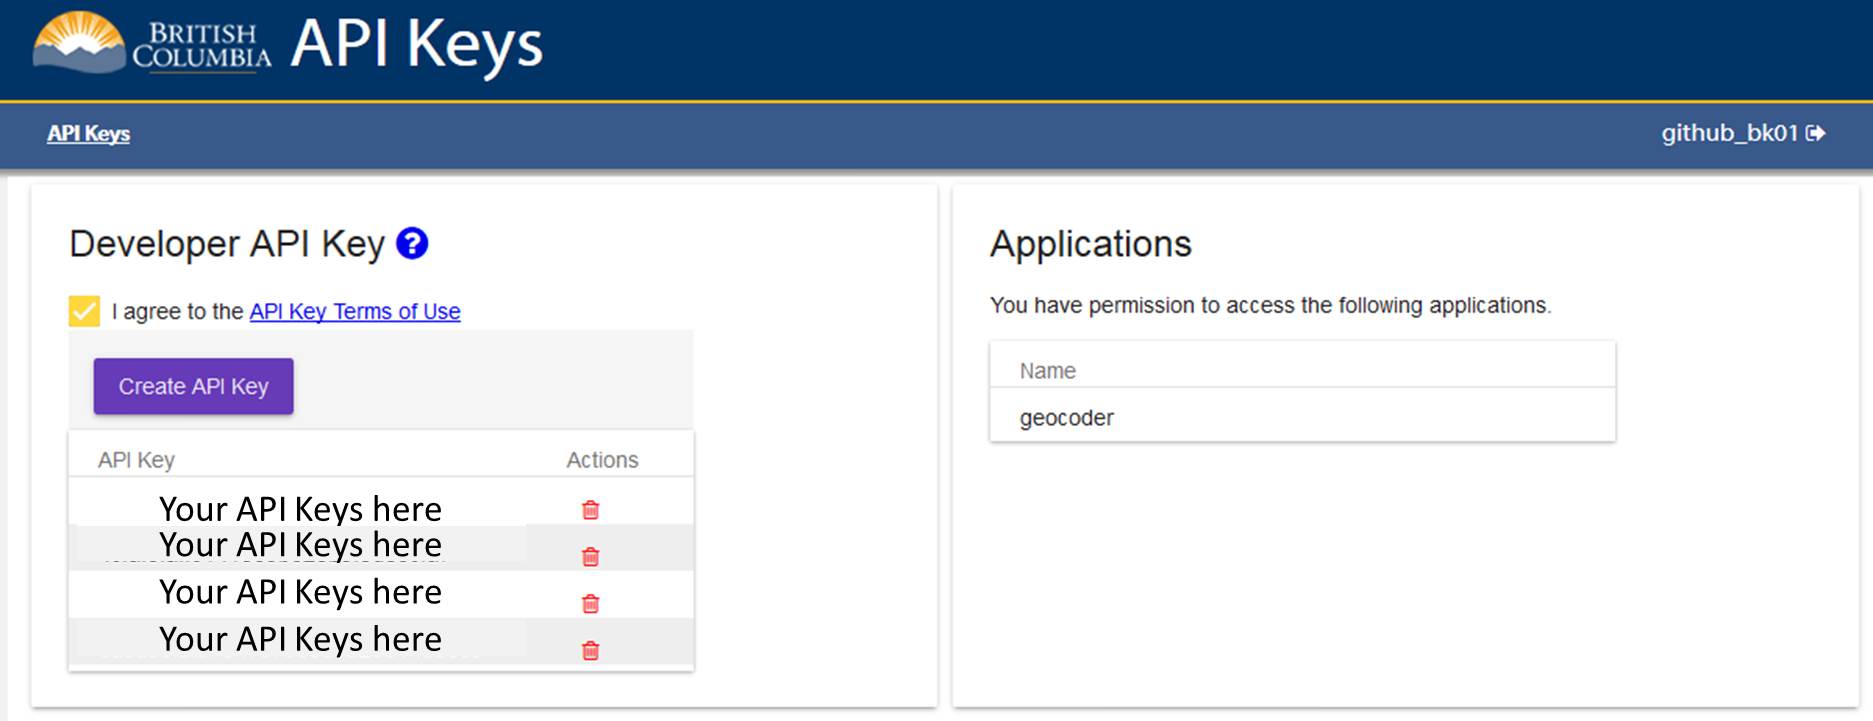 BRITISH
COLUMBIA
API Keys
API Keys
github_bk01
Developer API Key ?
I agree to the API Key Terms of Use
Create API Key
API Key Actions
Your API Keys here
Your API Keys here
Your API Keys here
Your API Keys here
Applications
You have permission to access the following applications.
Name
geocoder